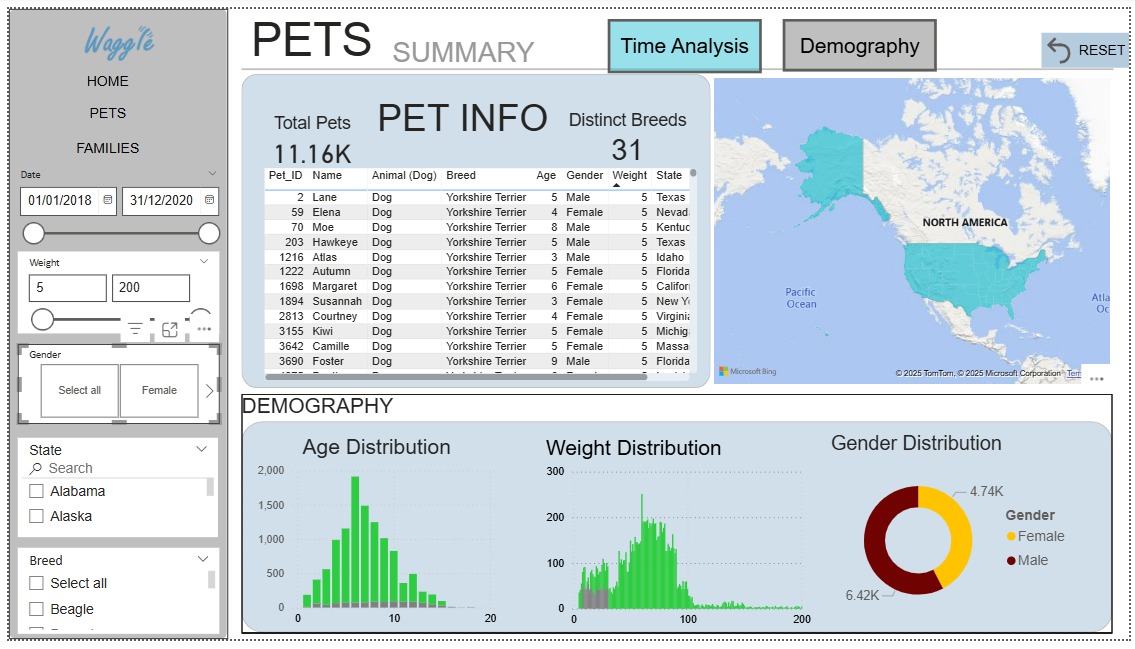 Waggle
HOME
PETS
FAMILIES
Date
01/01/2018 31/12/2020
Weight
5 200
Gender
Select all Female
State
Search
Alabama
Alaska
Breed
Select all
Beagle
PETS SUMMARY
Time Analysis Demography RESET
PET INFO
Total Pets
11.16K
Distinct Breeds
31
Pet_ID Name Animal (Dog) Breed Age Gender Weight State
2 Lane Dog Yorkshire Terrier 5 Male 5 Texas
59 Elena Dog Yorkshire Terrier 4 Female 5 Nevad
70 Moe Dog Yorkshire Terrier 8 Male 5 Kentuc
203 Hawkeye Dog Yorkshire Terrier 5 Male 5 Texas
1216 Atlas Dog Yorkshire Terrier 3 Male 5 Idaho
1222 Autumn Dog Yorkshire Terrier 5 Female 5 Florida
1698 Margaret Dog Yorkshire Terrier 6 Female 5 Califor
1894 Susannah Dog Yorkshire Terrier 3 Female 5 New Y
2813 Courtney Dog Yorkshire Terrier 4 Female 5 Virginia
3155 Kiwi Dog Yorkshire Terrier 5 Female 5 Michig
3642 Camille Dog Yorkshire Terrier 5 Female 5 Massa
3690 Foster Dog Yorkshire Terrier 9 Male 5 Florida
NORTH AMERICA
Pacific
Ocean
Atla
Oc
Microsoft Bing
© 2025 TomTom, © 2025 Microsoft Corporation Term
DEMOGRAPHY
Age Distribution
2,000
1,500
1,000
500
0
0 10 20
Weight Distribution
300
200
100
0
0 100 200
Gender Distribution
4.74K
6.42K
Gender
Female
Male